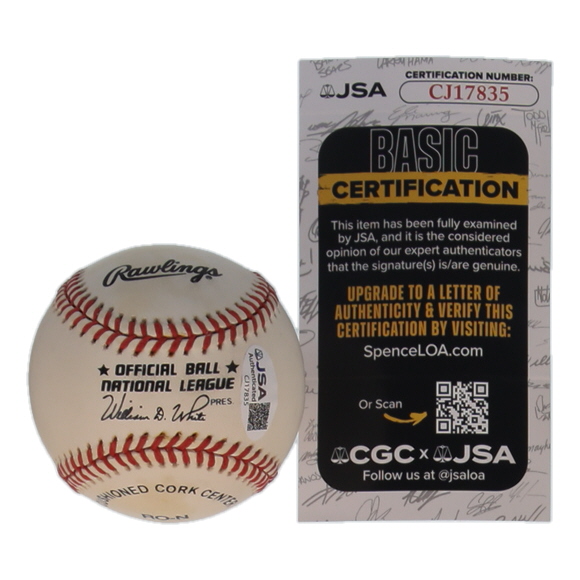 Rawlings®
★ OFFICIAL BALL ★
NATIONAL LEAGUE
William D. White PRES.
JSA
Authenticated
CJ17835
SHIONED CORK CENTER
RO-N
JSA
CERTIFICATION NUMBER:
CJ17835
BASIC
CERTIFICATION
This item has been fully examined
by JSA, and it is the considered
opinion of our expert authenticators
that the signature(s) is/are genuine.
UPGRADE TO A LETTER OF
AUTHENTICITY & VERIFY THIS
CERTIFICATION BY VISITING:
SpenceLOA.com
Or Scan
CGC x JSA
Follow us at @jsaloa